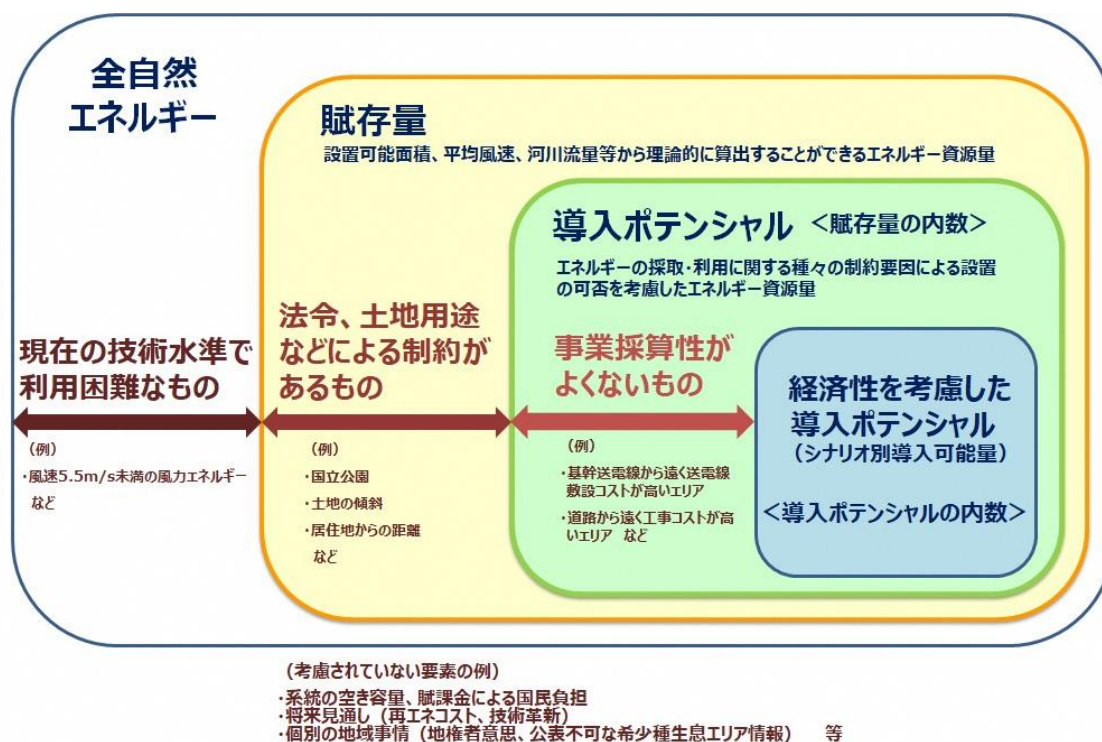 全自然
エネルギー
賦存量
設置可能面積、平均風速、河川流量等から理論的に算出することができるエネルギー資源量
導入ポテンシャル <賦存量の内数>
エネルギーの採取・利用に関する種々の制約要因による設置
の可否を考慮したエネルギー資源量
現在の技術水準で
利用困難なもの
(例)
・風速5.5m/s未満の風力エネルギー
など
法令、土地用途
などによる制約が
あるもの
(例)
・国立公園
・土地の傾斜
・居住地からの距離
など
事業採算性が
よくないもの
(例)
・基幹送電線から遠く送電線
敷設コストが高いエリア
・道路から遠く工事コストが高
いエリア など
経済性を考慮した
導入ポテンシャル
(シナリオ別導入可能量)
<導入ポテンシャルの内数>
(考慮されていない要素の例)
・系統の空き容量、賦課金による国民負担
・将来見通し(再エネコスト、技術革新)
・個別の地域事情(地権者意思、公表不可な希少種生息エリア情報) 等